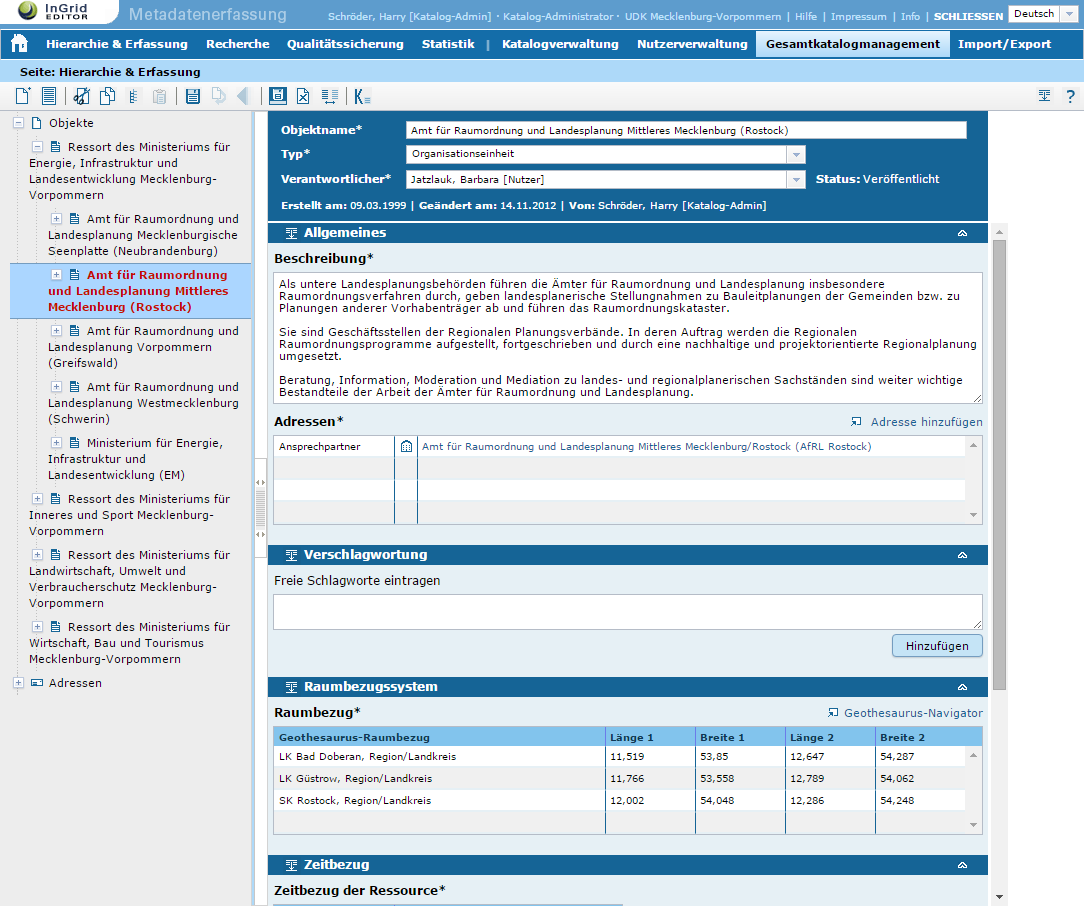 InGrid
EDITOR
Metadatenerfassung
Schröder, Harry [Katalog-Admin] · Katalog-Administrator · UDK Mecklenburg-Vorpommern | Hilfe | Impressum | Info | SCHLIESSEN Deutsch
Hierarchie & Erfassung Recherche Qualitätssicherung Statistik | Katalogverwaltung Nutzerverwaltung Gesamtkatalogmanagement Import/Export
Seite: Hierarchie & Erfassung
Objekte
Ressort des Ministeriums für
Energie, Infrastruktur und
Landesentwicklung Mecklenburg-
Vorpommern
Amt für Raumordnung und
Landesplanung Mecklenburgische
Seenplatte (Neubrandenburg)
Amt für Raumordnung
und Landesplanung Mittleres
Mecklenburg (Rostock)
Amt für Raumordnung und
Landesplanung Vorpommern
(Greifswald)
Amt für Raumordnung und
Landesplanung Westmecklenburg
(Schwerin)
Ministerium für Energie,
Infrastruktur und
Landesentwicklung (EM)
Ressort des Ministeriums für
Inneres und Sport Mecklenburg-
Vorpommern
Ressort des Ministeriums für
Landwirtschaft, Umwelt und
Verbraucherschutz Mecklenburg-
Vorpommern
Ressort des Ministeriums für
Wirtschaft, Bau und Tourismus
Mecklenburg-Vorpommern
Adressen
Objektname* Amt für Raumordnung und Landesplanung Mittleres Mecklenburg (Rostock)
Typ* Organisationseinheit
Verantwortlicher* Jatzlauk, Barbara [Nutzer] Status: Veröffentlicht
Erstellt am: 09.03.1999 | Geändert am: 14.11.2012 | Von: Schröder, Harry [Katalog-Admin]
Allgemeines
Beschreibung*
Als untere Landesplanungsbehörden führen die Ämter für Raumordnung und Landesplanung insbesondere
Raumordnungsverfahren durch, geben landesplanerische Stellungnahmen zu Bauleitplanungen der Gemeinden bzw. zu
Planungen anderer Vorhabenträger ab und führen das Raumordnungskataster.
Sie sind Geschäftsstellen der Regionalen Planungsverbände. In deren Auftrag werden die Regionalen
Raumordnungsprogramme aufgestellt, fortgeschrieben und durch eine nachhaltige und projektorientierte Regionalplanung
umgesetzt.
Beratung, Information, Moderation und Mediation zu landes- und regionalplanerischen Sachständen sind weiter wichtige
Bestandteile der Arbeit der Ämter für Raumordnung und Landesplanung.
Adressen* Adresse hinzufügen
Ansprechpartner Amt für Raumordnung und Landesplanung Mittleres Mecklenburg/Rostock (AfRL Rostock)
Verschlagwortung
Freie Schlagworte eintragen
Hinzufügen
Raumbezugssystem
Raumbezug* Geothesaurus-Navigator
Geothesaurus-Raumbezug Länge 1 Breite 1 Länge 2 Breite 2
LK Bad Doberan, Region/Landkreis 11,519 53,85 12,647 54,287
LK Güstrow, Region/Landkreis 11,766 53,558 12,789 54,062
SK Rostock, Region/Landkreis 12,002 54,048 12,286 54,248
Zeitbezug
Zeitbezug der Ressource*